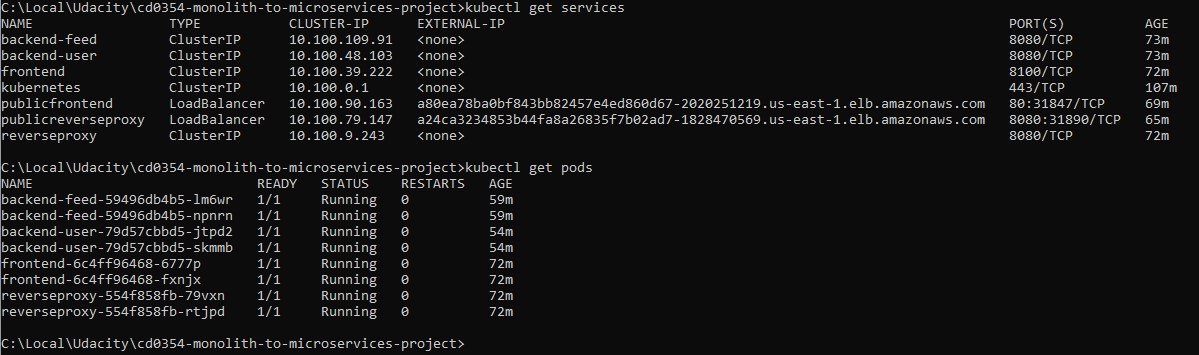 C:\Local\Udacity\cd0354-monolith-to-microservices-project>kubectl get services
NAME TYPE CLUSTER-IP EXTERNAL-IP PORT(S) AGE
backend-feed ClusterIP 10.100.109.91 <none> 8080/TCP 73m
backend-user ClusterIP 10.100.48.103 <none> 8080/TCP 73m
frontend ClusterIP 10.100.39.222 <none> 8100/TCP 72m
kubernetes ClusterIP 10.100.0.1 <none> 443/TCP 107m
publicfrontend LoadBalancer 10.100.90.163 a80ea78ba0bf843bb82457e4ed860d67-2020251219.us-east-1.elb.amazonaws.com 80:31847/TCP 69m
publicreverseproxy LoadBalancer 10.100.79.147 a24ca3234853b44fa8a26835f7b02ad7-1828470569.us-east-1.elb.amazonaws.com 8080:31890/TCP 65m
reverseproxy ClusterIP 10.100.9.243 <none> 8080/TCP 72m
C:\Local\Udacity\cd0354-monolith-to-microservices-project>kubectl get pods
NAME READY STATUS RESTARTS AGE
backend-feed-59496db4b5-lm6wr 1/1 Running 0 59m
backend-feed-59496db4b5-npnrn 1/1 Running 0 59m
backend-user-79d57cbbd5-jtpd2 1/1 Running 0 54m
backend-user-79d57cbbd5-skmmb 1/1 Running 0 54m
frontend-6c4ff96468-6777p 1/1 Running 0 72m
frontend-6c4ff96468-fxnjx 1/1 Running 0 72m
reverseproxy-554f858fb-79vxn 1/1 Running 0 72m
reverseproxy-554f858fb-rtjpd 1/1 Running 0 72m
C:\Local\Udacity\cd0354-monolith-to-microservices-project>